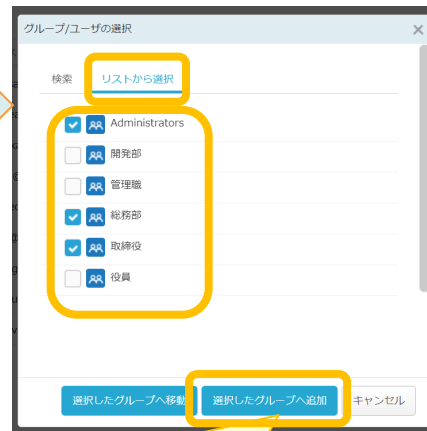 グループ/ユーザの選択
検索 リストから選択
Administrators
開発部
管理職
総務部
取締役
役員
選択したグループへ移動 選択したグループへ追加 キャンセル